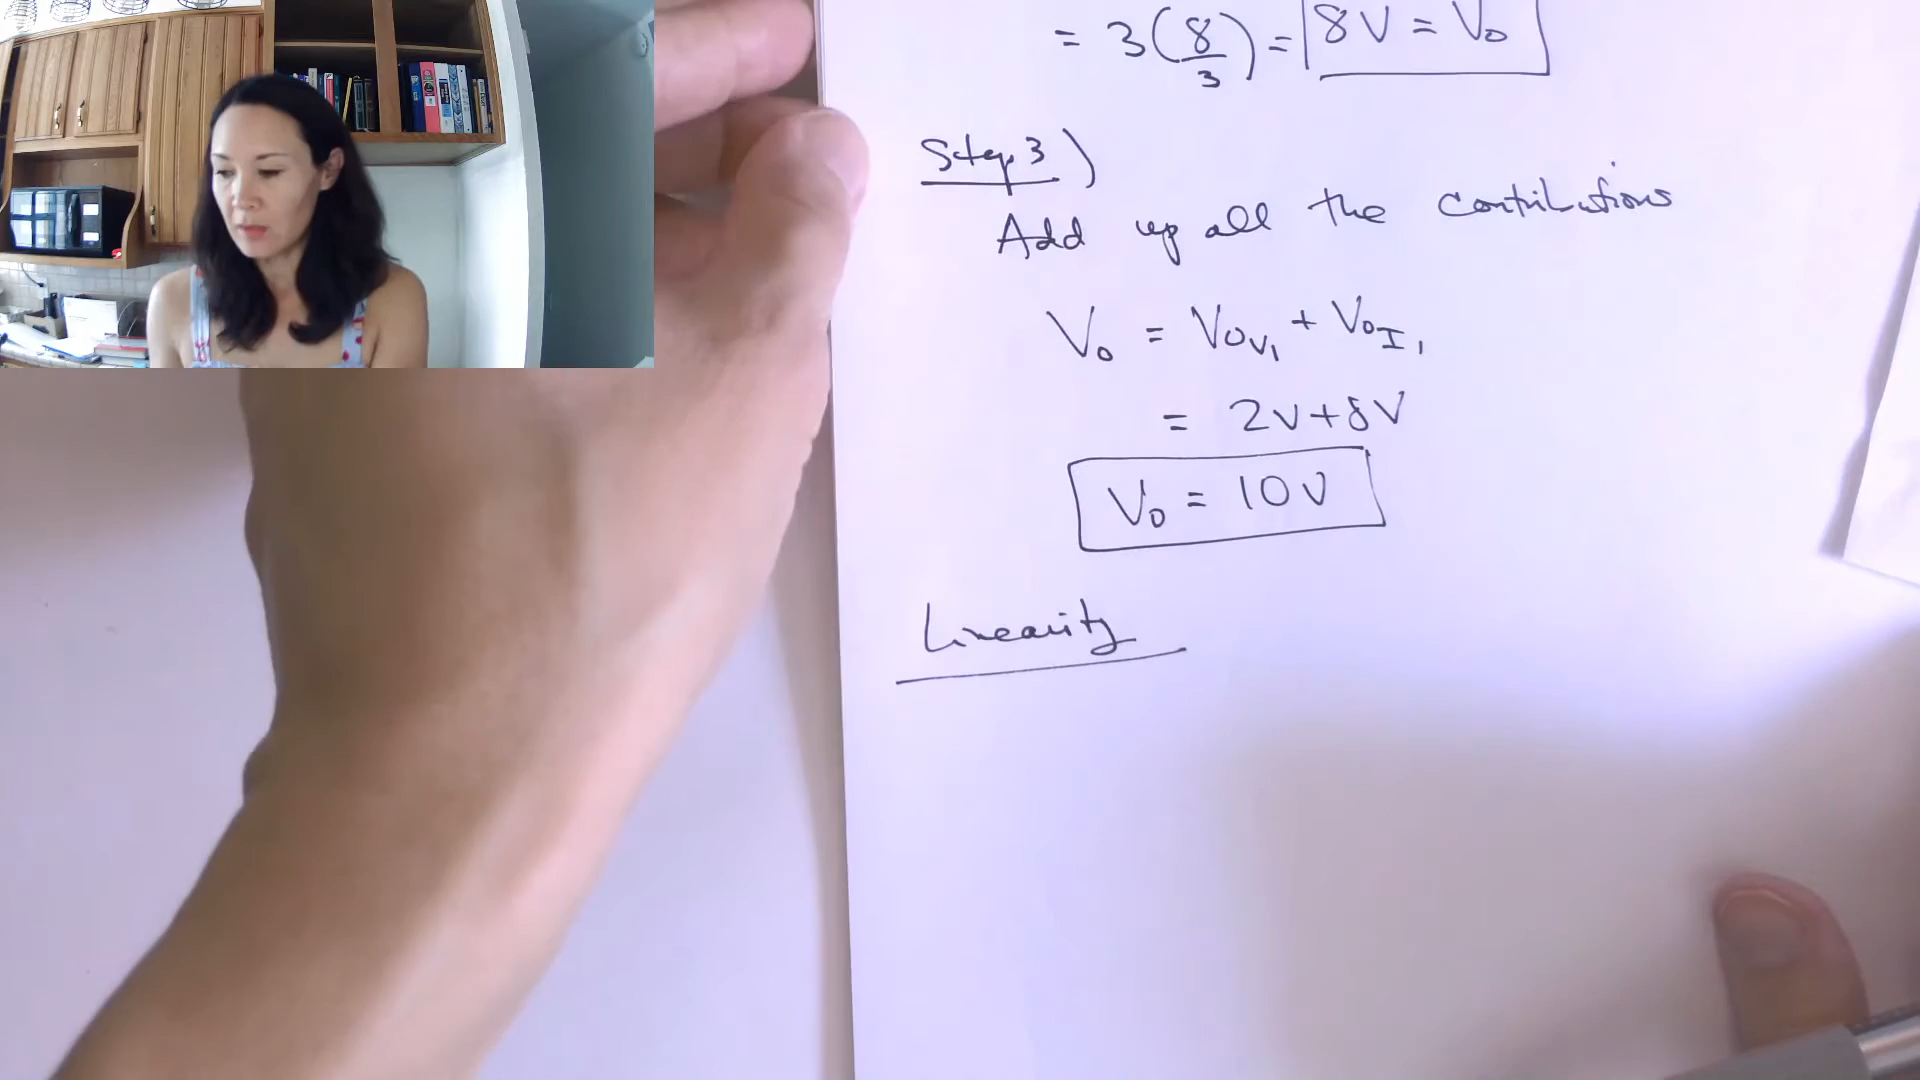 = 3(8/3) = 8V = V₀
Step 3)
Add up all the contributions
V₀ = V₀ᵥ₁ + V₀I₁
= 2V + 8V
V₀ = 10V
Linearity